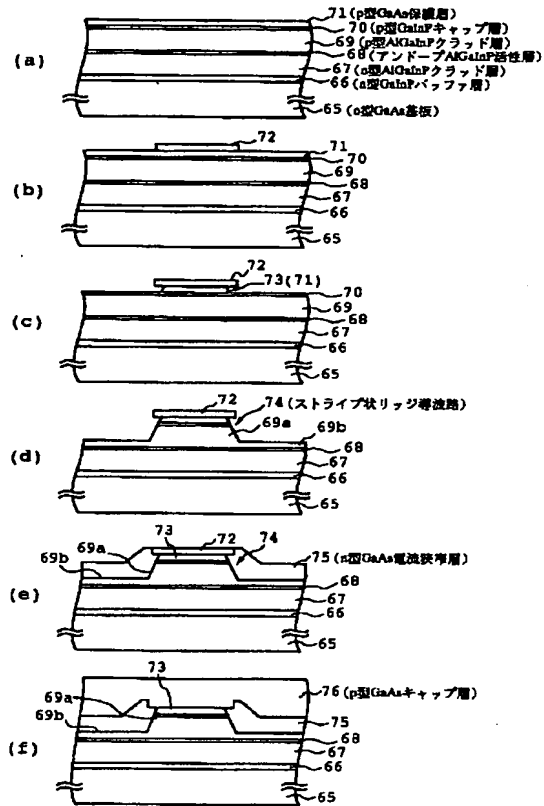 71(p型GaAs保護層)
70(p型GaInPキャップ層)
69(p型AlGaInPクラッド層)
(a)
68(アンドープAlGaInP活性層)
67(n型AlGaInPクラッド層)
66(n型GaInPバッファ層)
65(n型GaAs基板)
72
71
70
(b)
69
68
67
66
65
72
73(71)
70
69
(c)
68
67
66
65
72
74(ストライプ状リッジ導波路)
69a
69b
(d)
68
67
66
65
73
72
74
69a
69b
75(n型GaAs電流狭窄層)
(e)
68
67
66
65
73
76(p型GaAsキャップ層)
69a
69b
75
(f)
68
67
66
65